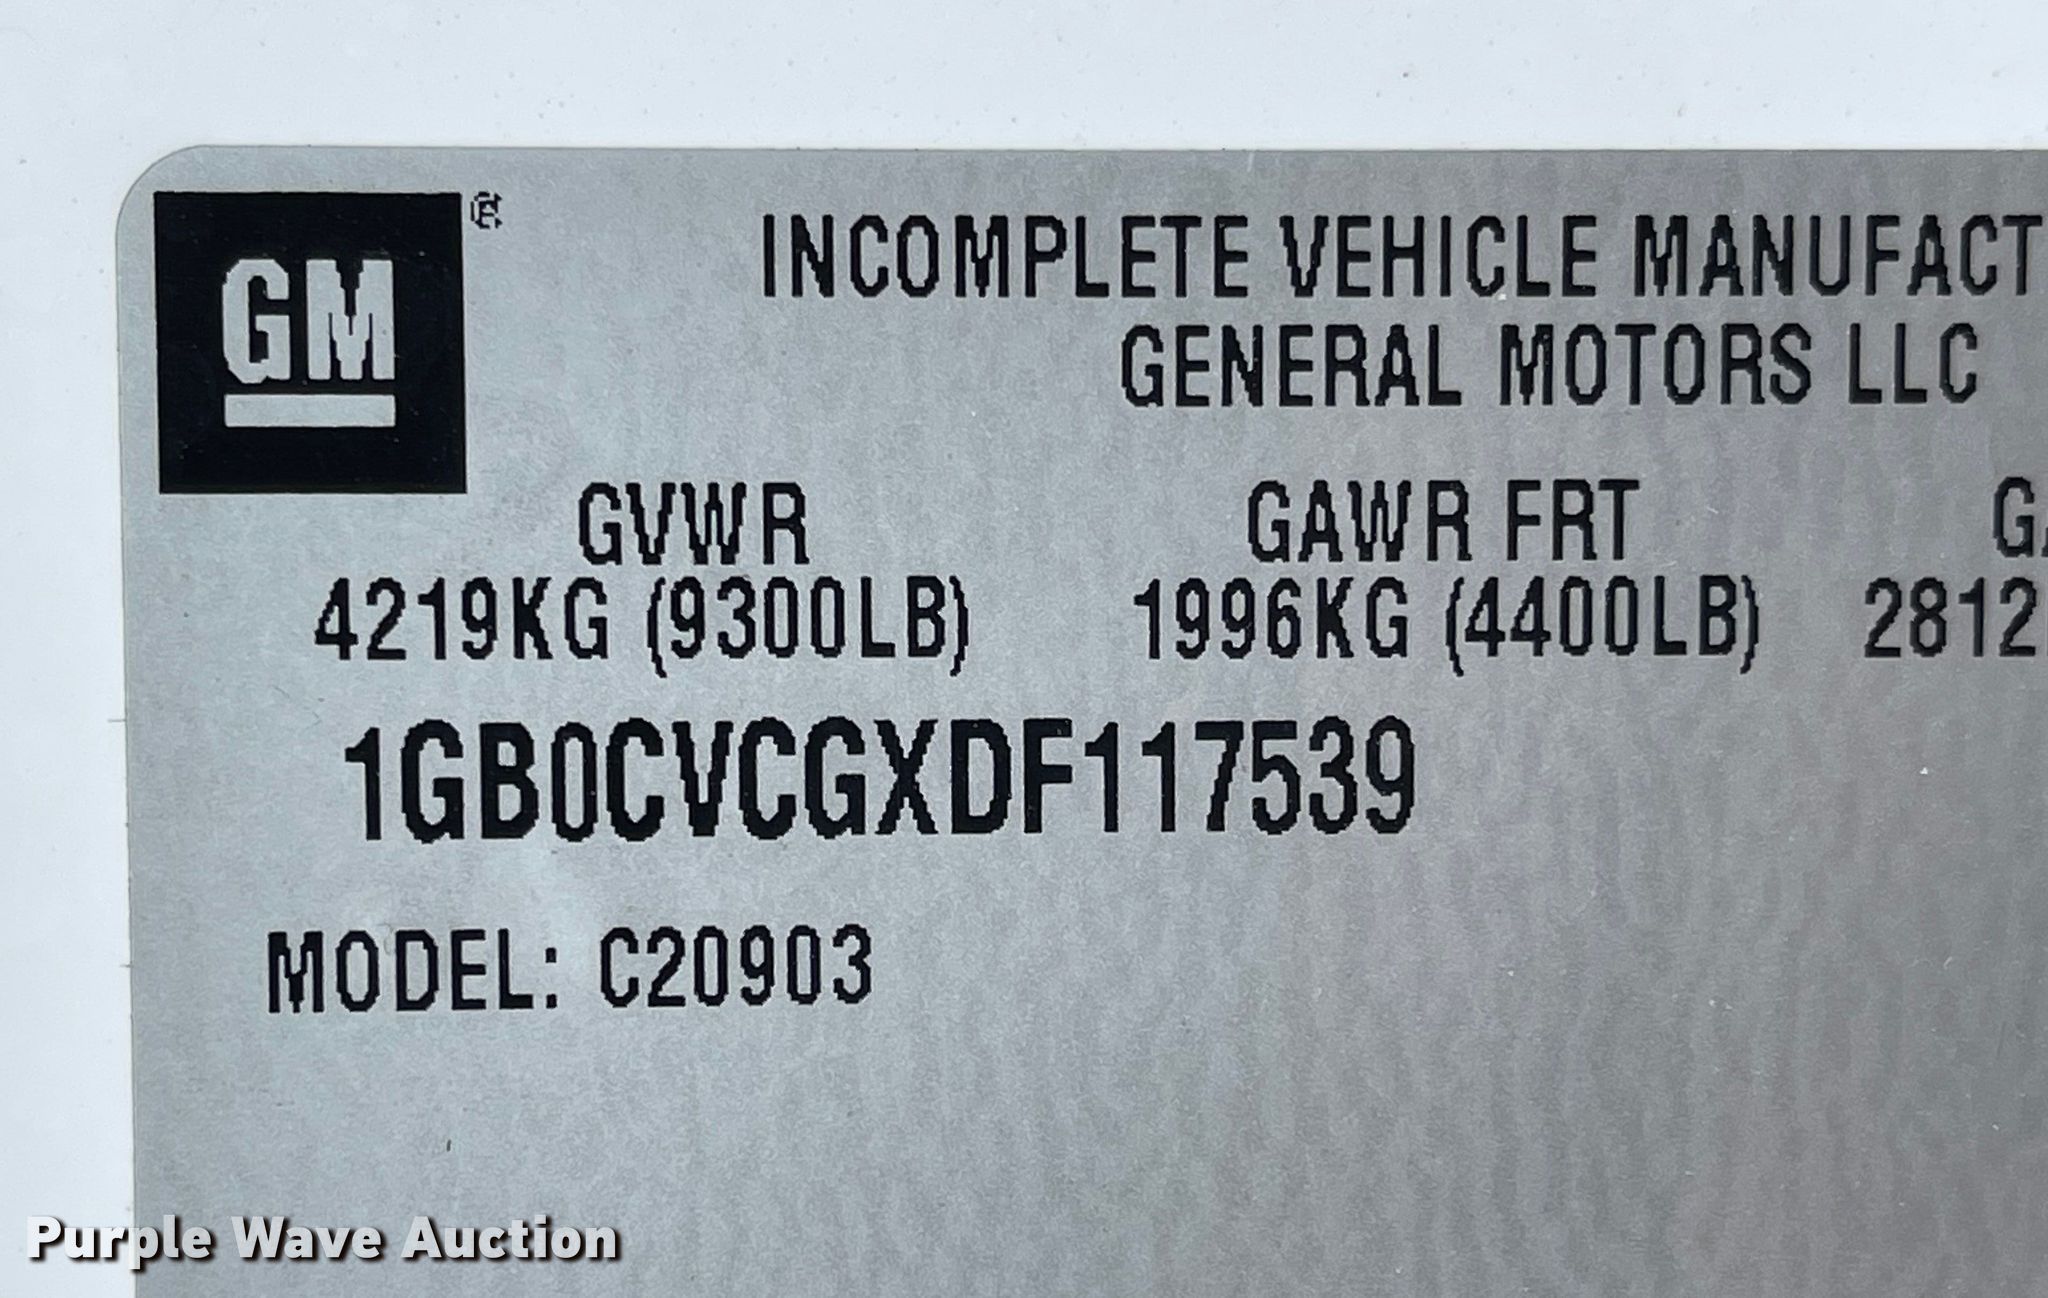 GM
INCOMPLETE VEHICLE MANUFACT
GENERAL MOTORS LLC
GVWR GAWR FRT
4219KG (9300LB) 1996KG (4400LB) 2812
1GB0CVCGXDF117539
MODEL: C20903
Purple Wave Auction